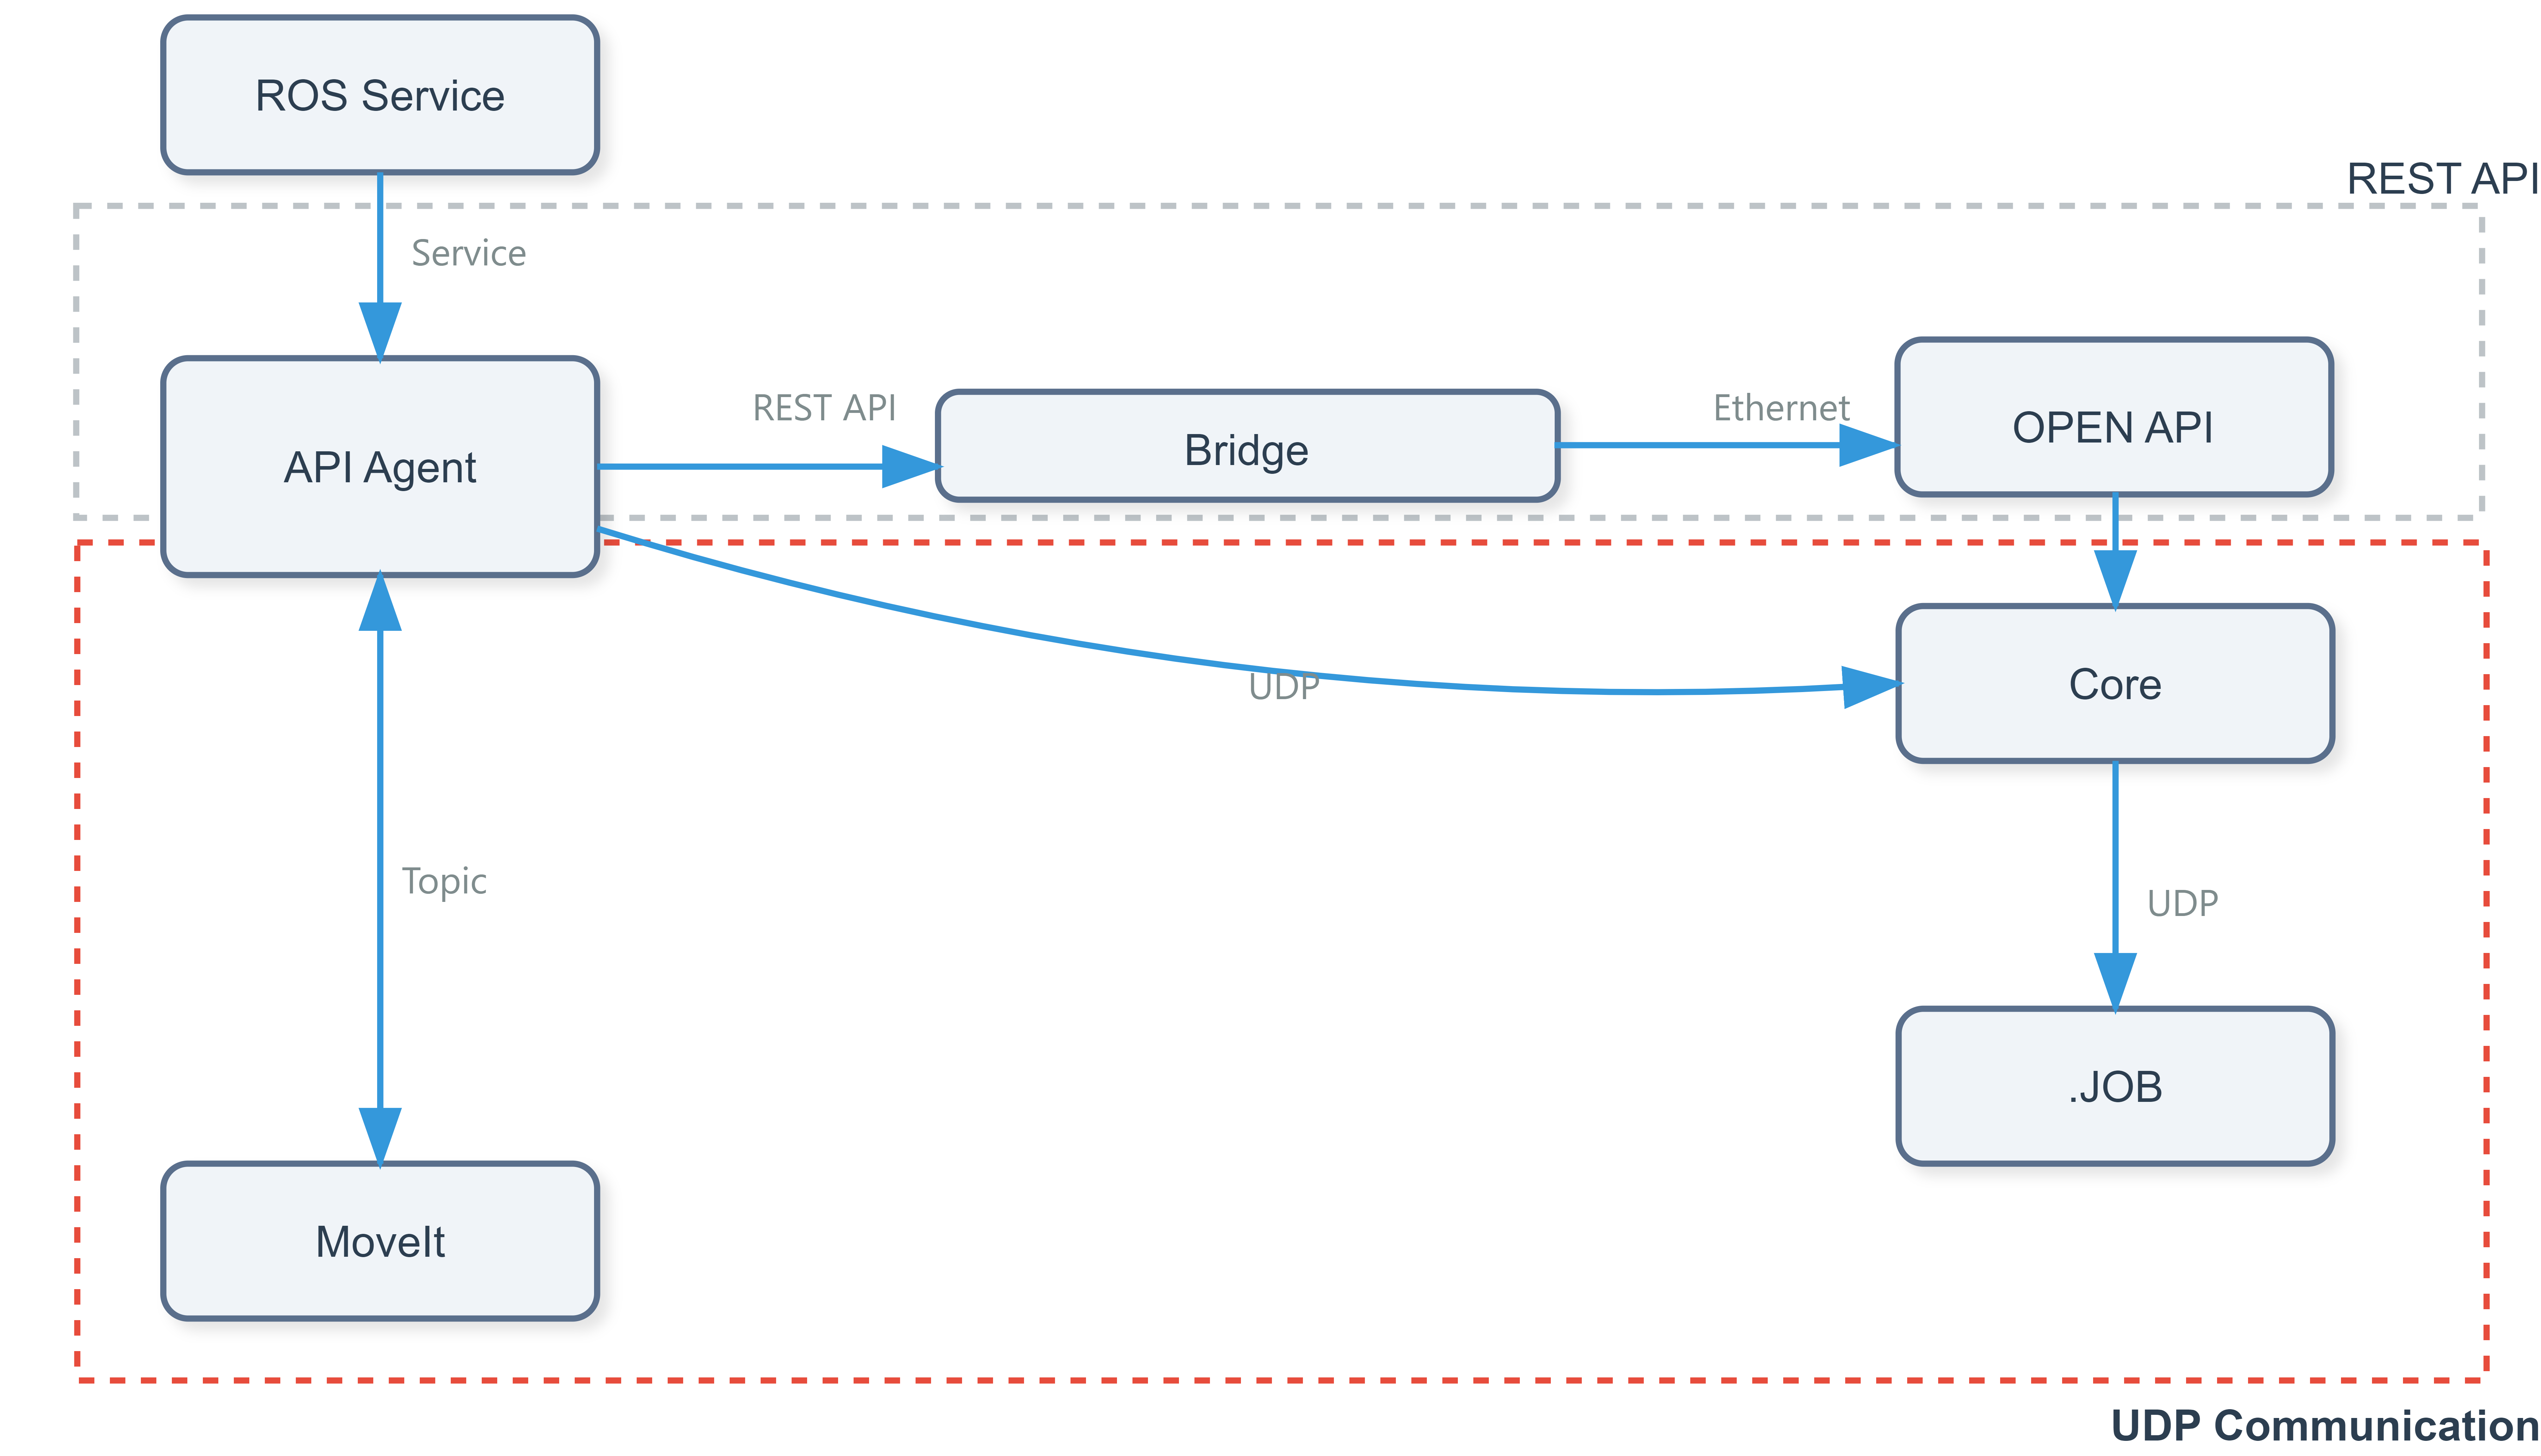 ROS Service
REST API
Service
API Agent
REST API
Bridge
Ethernet
OPEN API
UDP
Core
Topic
UDP
.JOB
MoveIt
UDP Communication